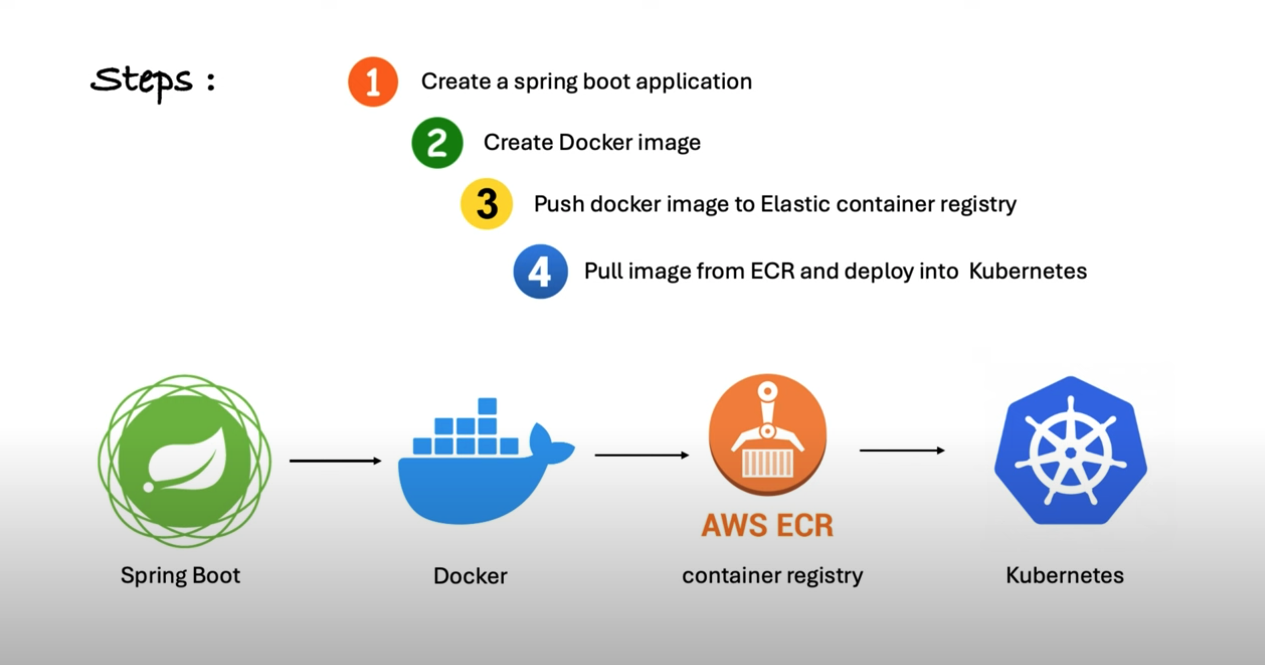 Steps :
1 Create a spring boot application
2 Create Docker image
3 Push docker image to Elastic container registry
4 Pull image from ECR and deploy into Kubernetes
AWS ECR
Spring Boot
Docker
container registry
Kubernetes